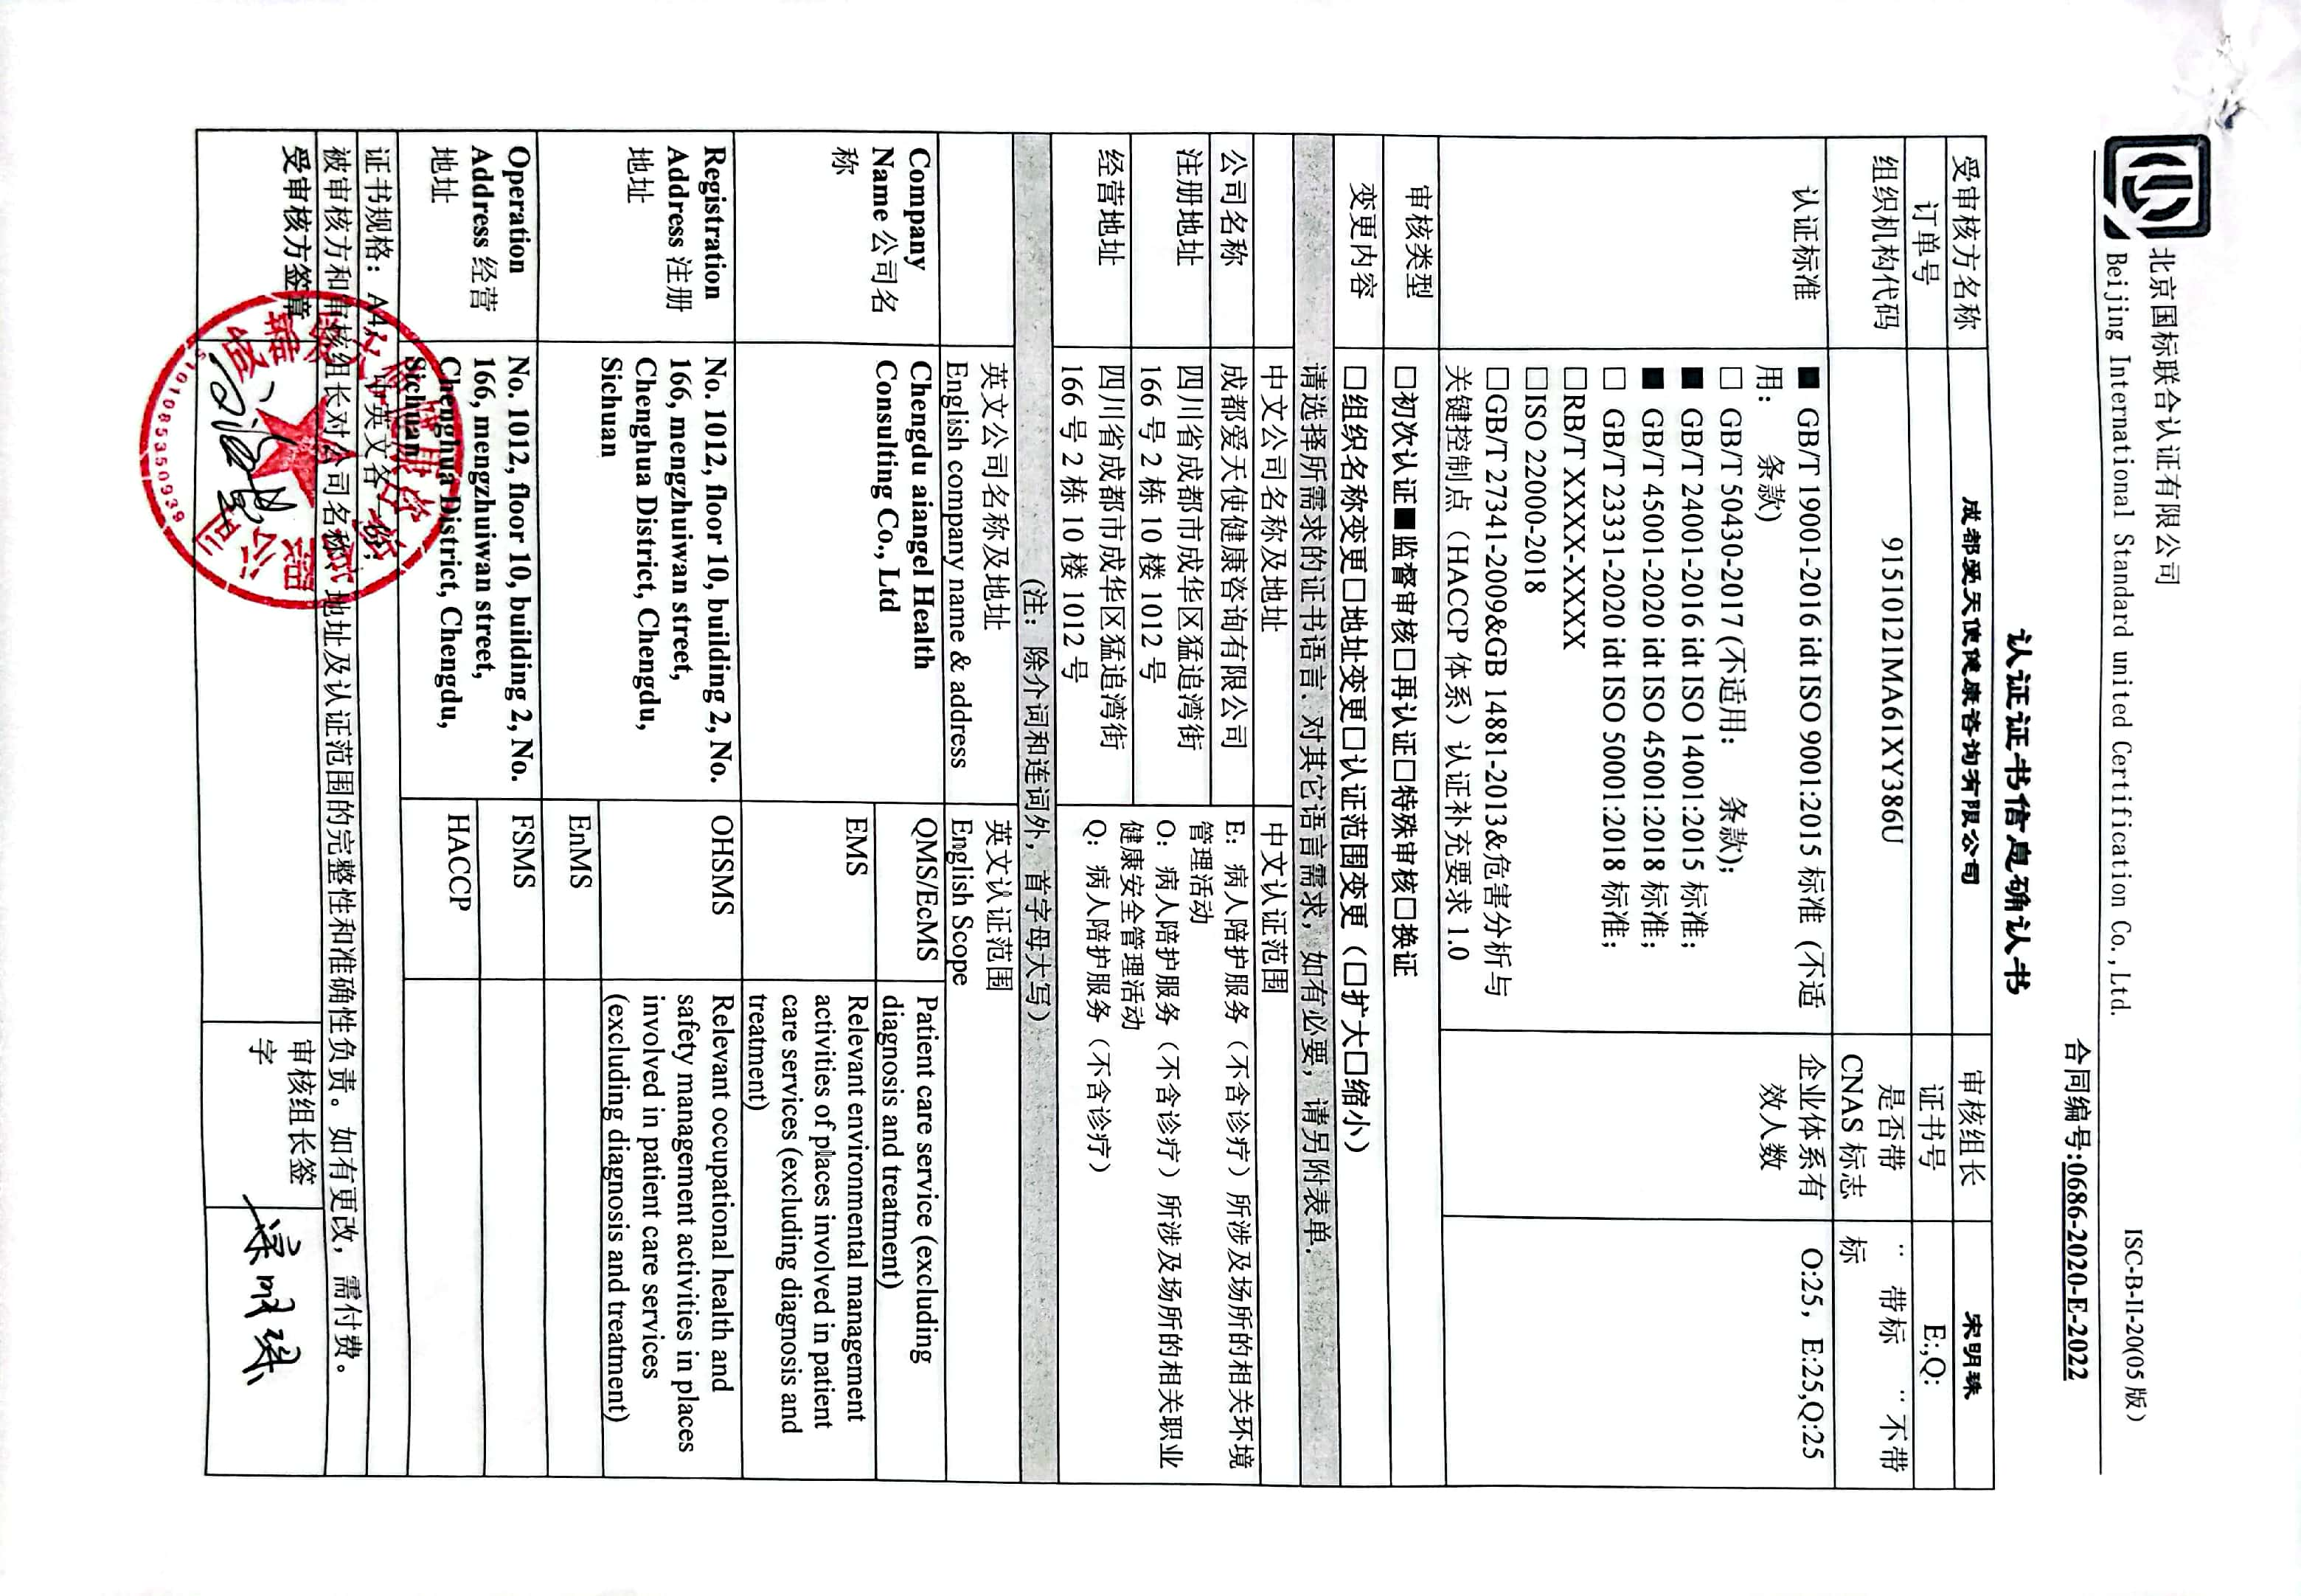 北京国标联合认证有限公司
Beijing International Standard united Certification Co., Ltd.
ISC-B-II-20(05 版)
合同编号:0686-2020-E-2022
认证证书信息确认书
受审核方名称 成都爱天使健康咨询有限公司 审核组长 宋明珠
订单号 证书号 E:,Q:
组织机构代码 91510121MA61XY386U 是否带 CNAS 标志 ¨ 带标 ¨ 不带标
认证标准
■ GB/T 19001-2016 idt ISO 9001:2015 标准（不适
用： 条款）
□ GB/T 50430-2017 (不适用: 条款);
■ GB/T 24001-2016 idt ISO 14001:2015 标准;
■ GB/T 45001-2020 idt ISO 45001:2018 标准;
□ GB/T 23331-2020 idt ISO 50001:2018 标准;
□RB/T XXXX-XXXX
□ISO 22000-2018
□GB/T 27341-2009&GB 14881-2013&危害分析与
关键控制点（HACCP 体系）认证补充要求 1.0
企业体系有
效人数
O:25, E:25,Q:25
审核类型 □初次认证■监督审核□再认证□特殊审核□换证
变更内容 □组织名称变更□地址变更□认证范围变更（□扩大□缩小）
请选择所需求的证书语言. 对其它语言需求，如有必要，请另附表单.
中文公司名称及地址 中文认证范围
公司名称 成都爱天使健康咨询有限公司
注册地址 四川省成都市成华区猛追湾街
166 号 2 栋 10 楼 1012 号
经营地址 四川省成都市成华区猛追湾街
166 号 2 栋 10 楼 1012 号
E: 病人陪护服务（不含诊疗）所涉及场所的相关环境
管理活动
O: 病人陪护服务（不含诊疗）所涉及场所的相关职业
健康安全管理活动
Q: 病人陪护服务（不含诊疗）
（注：除介词和连词外，首字母大写）
英文公司名称及地址 英文认证范围
English company name & address English Scope
Company
Name 公司名
称
Chengdu aiangel Health
Consulting Co., Ltd
QMS/EcMS Patient care service (excluding
diagnosis and treatment)
EMS Relevant environmental management
activities of places involved in patient
care services (excluding diagnosis and
treatment)
Registration
Address 注册
地址
No. 1012, floor 10, building 2, No.
166, mengzhuiwan street,
Chenghua District, Chengdu,
Sichuan
OHSMS Relevant occupational health and
safety management activities in places
involved in patient care services
(excluding diagnosis and treatment)
EnMS
Operation
Address 经营
地址
No. 1012, floor 10, building 2, No.
166, mengzhuiwan street,
Chenghua District, Chengdu,
Sichuan
FSMS
HACCP
证书规格：A4，中英文各一份；
被审核方和审核组长对公司名称、地址及认证范围的完整性和准确性负责。如有更改，需付费。
受审核方签章
审核组长签
字
宋明珠
5101085350939